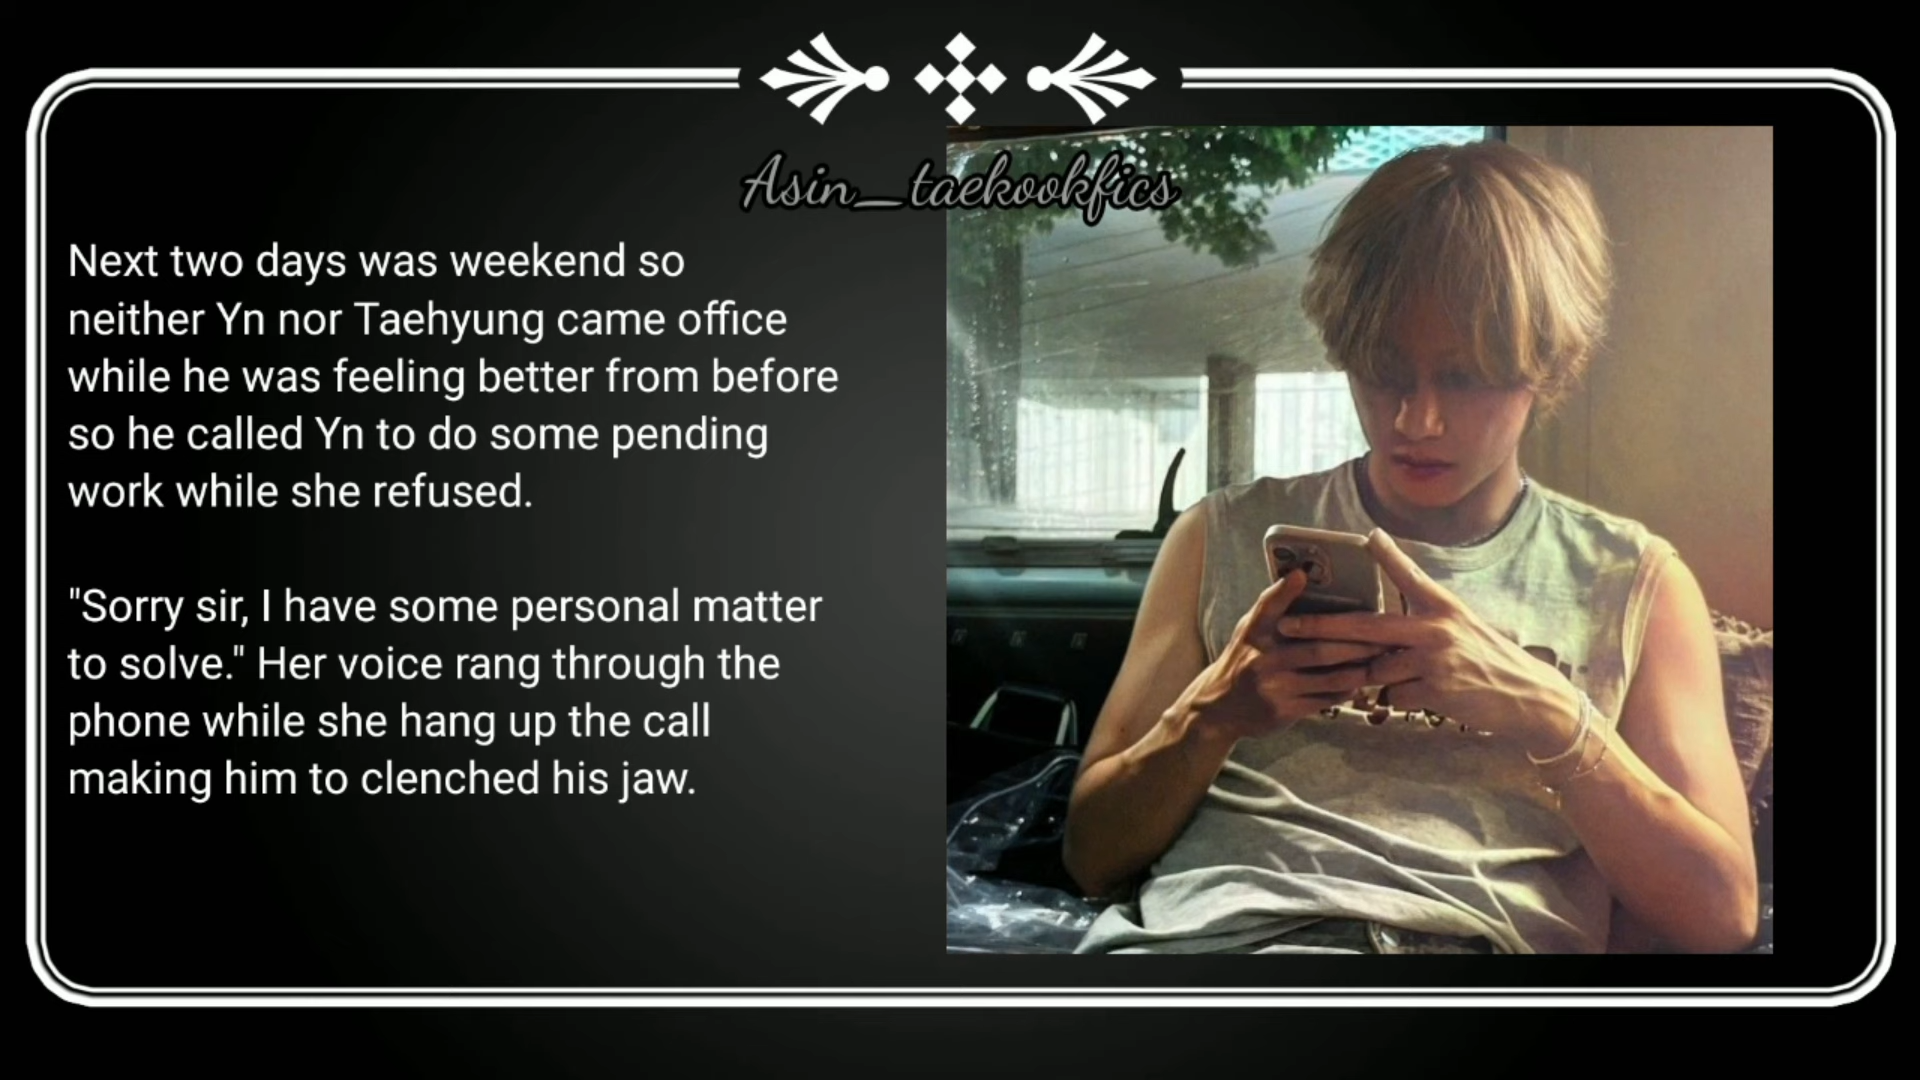 Asin_taekookfics
Next two days was weekend so
neither Yn nor Taehyung came office
while he was feeling better from before
so he called Yn to do some pending
work while she refused.
"Sorry sir, I have some personal matter
to solve." Her voice rang through the
phone while she hang up the call
making him to clenched his jaw.